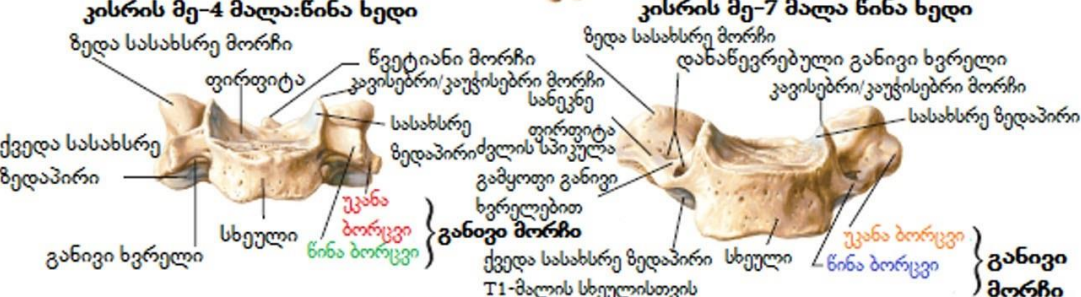 კისრის მე-4 მალა:წინა ხედი
ზედა სასახსრე მორჩი
წვეტიანი მორჩი
ფირფიტა
კავისებრი/კაუჭისებრი მორჩი
სასახსრე
ზედაპირი
ქვედა სასახსრე
ზედაპირი
უკანა
ბორცვი
წინა ბორცვი
განივი მორჩი
სხეული
განივი ხვრელი
კისრის მე-7 მალა წინა ხედი
ზედა სასახსრე მორჩი
დანაწევრებული განივი ხვრელი
კავისებრი/კაუჭისებრი მორჩი
სასახსრე ზედაპირი
სანეკნე
ფირფიტა
ძვლის სპიკულა
გამყოფი განივი
ხვრელებით
ქვედა სასახსრე ზედაპირი
T1-მალის სხეულისთვის
სხეული
უკანა ბორცვი
წინა ბორცვი
განივი
მორჩი